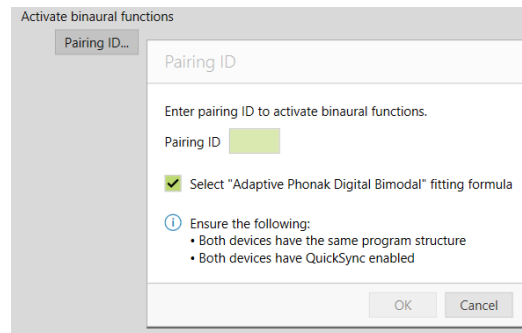 Activate binaural functions
Pairing ID...
Pairing ID
Enter pairing ID to activate binaural functions.
Pairing ID
Select "Adaptive Phonak Digital Bimodal" fitting formula
Ensure the following:
• Both devices have the same program structure
• Both devices have QuickSync enabled
OK Cancel